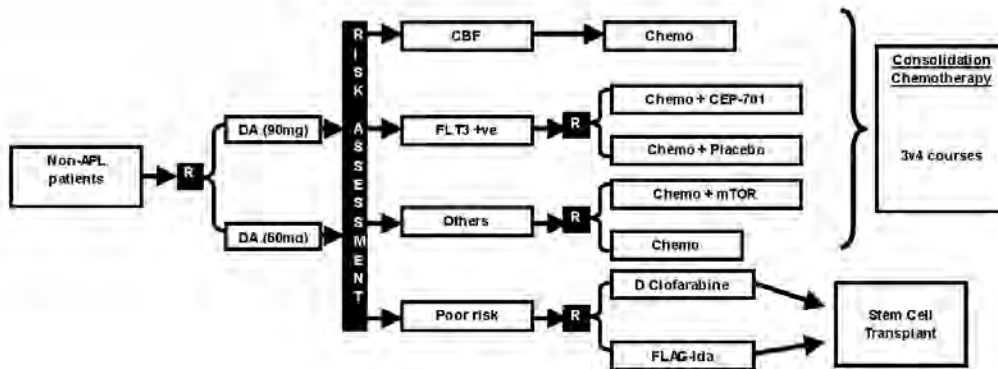 Non-APL
patients
R
DA (90mg)
DA (60mg)
RISK ASSESSMENT
CBF
Chemo
FLT3 +ve
R
Chemo + CEP-701
Chemo + Placebo
Others
R
Chemo + mTOR
Chemo
Poor risk
R
D Clofarabine
FLAG-Ida
Consolidation
Chemotherapy
3v4 courses
Stem Cell
Transplant